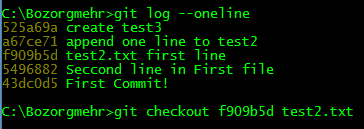 C:\Bozorgmehr>git log --oneline
525a69a create test3
a67ce71 append one line to test2
f909b5d test2.txt first line
5496882 Seccond line in First file
43dc0d5 First Commit!
C:\Bozorgmehr>git checkout f909b5d test2.txt